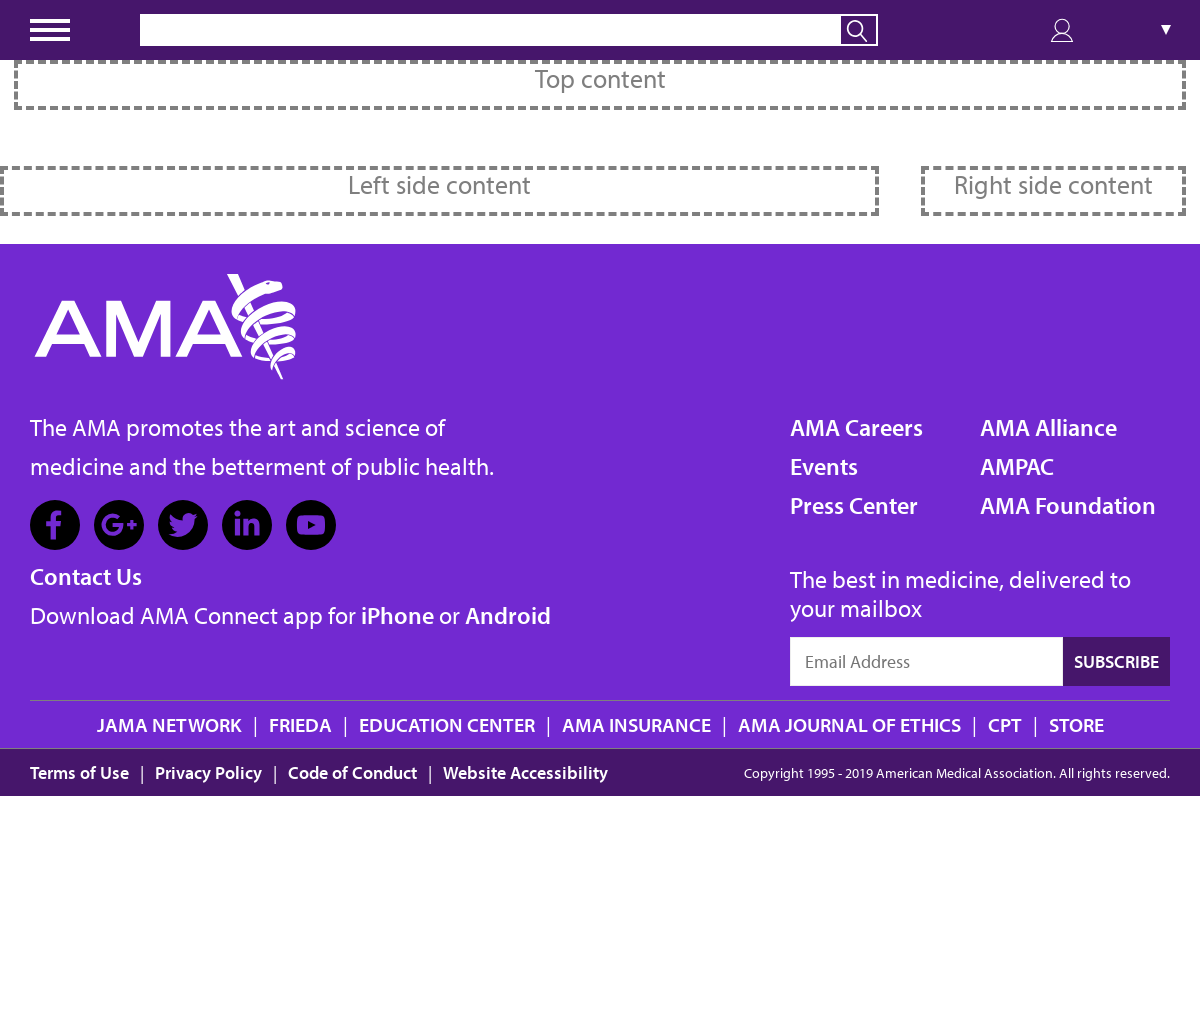 Top content
Left side content
Right side content
AMA
The AMA promotes the art and science of
medicine and the betterment of public health.
Contact Us
Download AMA Connect app for iPhone or Android
AMA Careers
Events
Press Center
AMA Alliance
AMPAC
AMA Foundation
The best in medicine, delivered to
your mailbox
Email Address
SUBSCRIBE
JAMA NETWORK | FRIEDA | EDUCATION CENTER | AMA INSURANCE | AMA JOURNAL OF ETHICS | CPT | STORE
Terms of Use | Privacy Policy | Code of Conduct | Website Accessibility
Copyright 1995 - 2019 American Medical Association. All rights reserved.